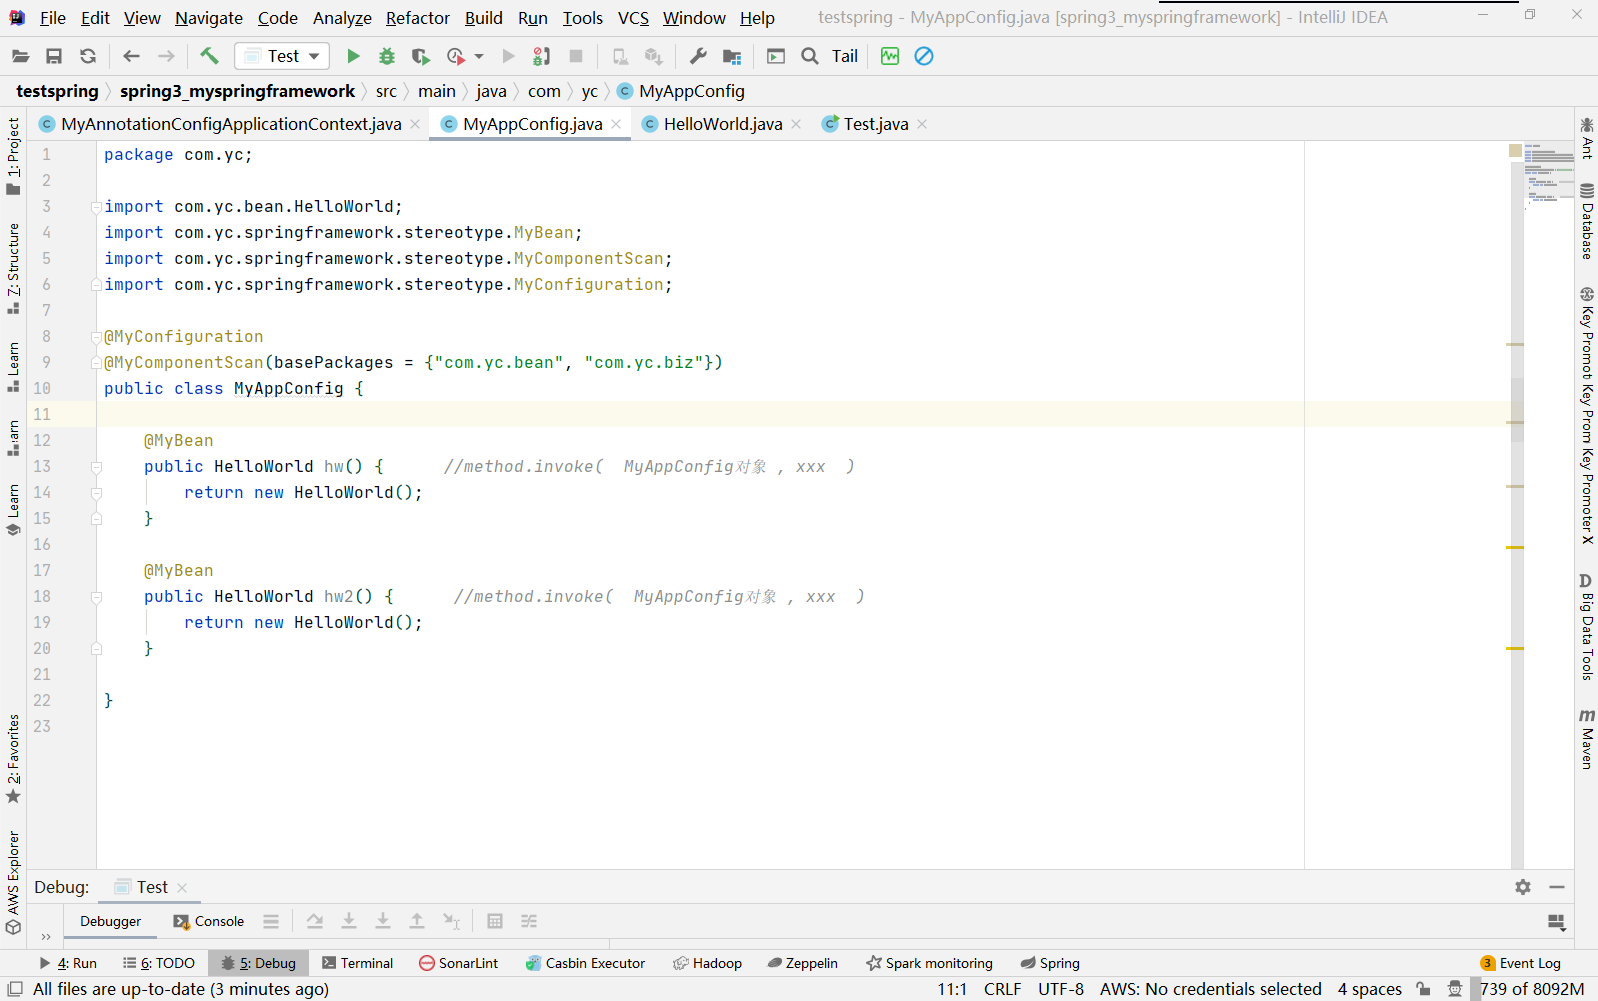 File Edit View Navigate Code Analyze Refactor Build Run Tools VCS Window Help testspring - MyAppConfig.java [spring3_myspringframework] - IntelliJ IDEA
Test Tail
testspring spring3_myspringframework src main java com yc MyAppConfig
MyAnnotationConfigApplicationContext.java MyAppConfig.java HelloWorld.java Test.java
1 package com.yc;
2
3 import com.yc.bean.HelloWorld;
4 import com.yc.springframework.stereotype.MyBean;
5 import com.yc.springframework.stereotype.MyComponentScan;
6 import com.yc.springframework.stereotype.MyConfiguration;
7
8 @MyConfiguration
9 @MyComponentScan(basePackages = {"com.yc.bean", "com.yc.biz"})
10 public class MyAppConfig {
11
12 @MyBean
13 public HelloWorld hw() { //method.invoke( MyAppConfig对象 , xxx )
14 return new HelloWorld();
15 }
16
17 @MyBean
18 public HelloWorld hw2() { //method.invoke( MyAppConfig对象 , xxx )
19 return new HelloWorld();
20 }
21
22 }
23
1: Project
7: Structure
Learn
Learn
2: Favorites
AWS Explorer
Ant
Database
Key Promot Key Prom Key Promoter X
D Big Data Tools
m Maven
Debug: Test
Debugger Console
4: Run 6: TODO 5: Debug Terminal SonarLint Casbin Executor Hadoop Zeppelin Spark monitoring Spring 3 Event Log
All files are up-to-date (3 minutes ago) 11:1 CRLF UTF-8 AWS: No credentials selected 4 spaces 739 of 8092M